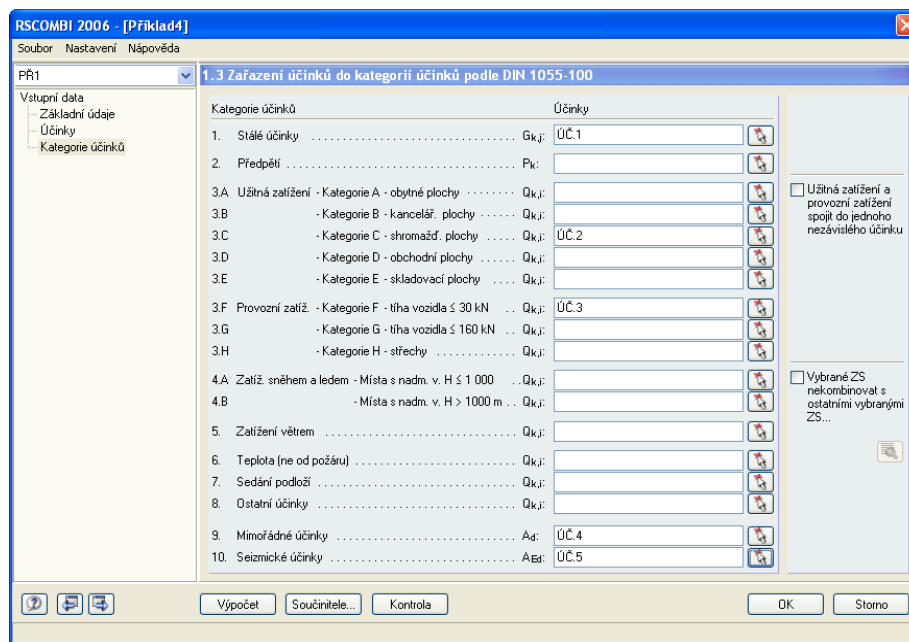 RSCOMBI 2006 - [Příklad4]
Soubor Nastavení Nápověda
PŘ1
1.3 Zařazení účinků do kategorií účinků podle DIN 1055-100
Vstupní data
Základní údaje
Účinky
Kategorie účinků
Kategorie účinků Účinky
1. Stálé účinky Gk,j: ÚČ.1
2. Předpětí Pk:
3.A Užitná zatížení - Kategorie A - obytné plochy Qk,i:
3.B - Kategorie B - kancelář. plochy Qk,i:
3.C - Kategorie C - shromažď. plochy Qk,i: ÚČ.2
3.D - Kategorie D - obchodní plochy Qk,i:
3.E - Kategorie E - skladovací plochy Qk,i:
3.F Provozní zatíž. - Kategorie F - tíha vozidla ≤ 30 kN Qk,i: ÚČ.3
3.G - Kategorie G - tíha vozidla ≤ 160 kN Qk,i:
3.H - Kategorie H - střechy Qk,i:
4.A Zatíž. sněhem a ledem - Místa s nadm. v. H ≤ 1 000 Qk,i:
4.B - Místa s nadm. v. H > 1000 m Qk,i:
5. Zatížení větrem Qk,i:
6. Teplota (ne od požáru) Qk,i:
7. Sedání podloží Qk,i:
8. Ostatní účinky Qk,i:
9. Mimořádné účinky Ad: ÚČ.4
10. Seizmické účinky AEd: ÚČ.5
Užitná zatížení a
provozní zatížení
spojit do jednoho
nezávislého účinku
Vybrané ZS
nekombinovat s
ostatními vybranými
ZS...
Výpočet Součinitele... Kontrola OK Storno